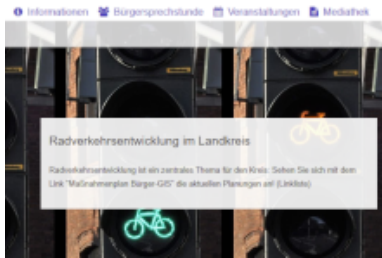 Informationen Bürgersprechstunde Veranstaltungen Mediathek
Radverkehrsentwicklung im Landkreis
Radverkehrsentwicklung ist ein zentrales Thema für den Kreis: Sehen Sie sich mit dem
Link "Maßnahmenplan Bürger-GIS" die aktuellen Planungen an! (Linkliste)